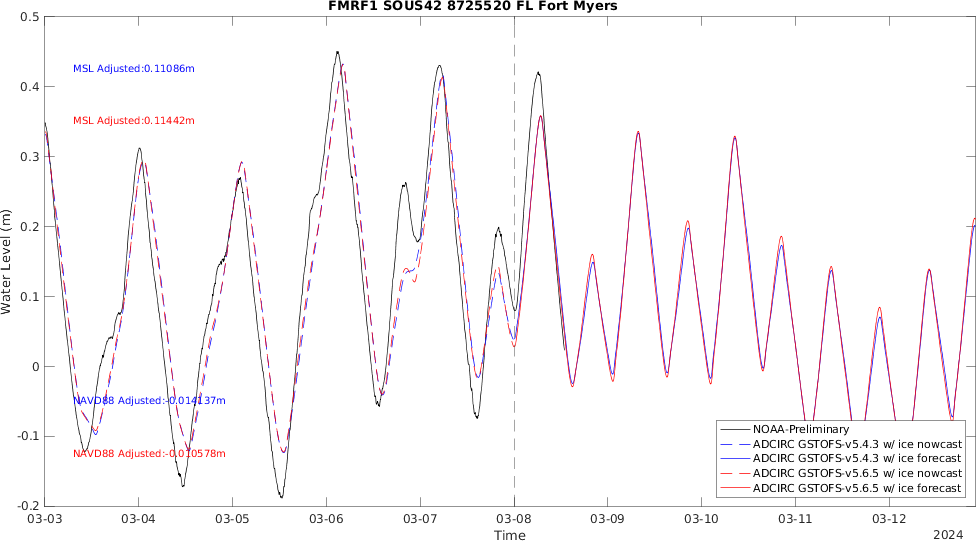 FMRF1 SOUS42 8725520 FL Fort Myers
0.5
0.4
0.3
0.2
0.1
0
-0.1
-0.2
Water Level (m)
MSL Adjusted:0.11086m
MSL Adjusted:0.11442m
NAVD88 Adjusted:-0.014137m
NAVD88 Adjusted:-0.010578m
NOAA-Preliminary
ADCIRC GSTOFS-v5.4.3 w/ ice nowcast
ADCIRC GSTOFS-v5.4.3 w/ ice forecast
ADCIRC GSTOFS-v5.6.5 w/ ice nowcast
ADCIRC GSTOFS-v5.6.5 w/ ice forecast
03-03 03-04 03-05 03-06 03-07 03-08 03-09 03-10 03-11 03-12
Time
2024